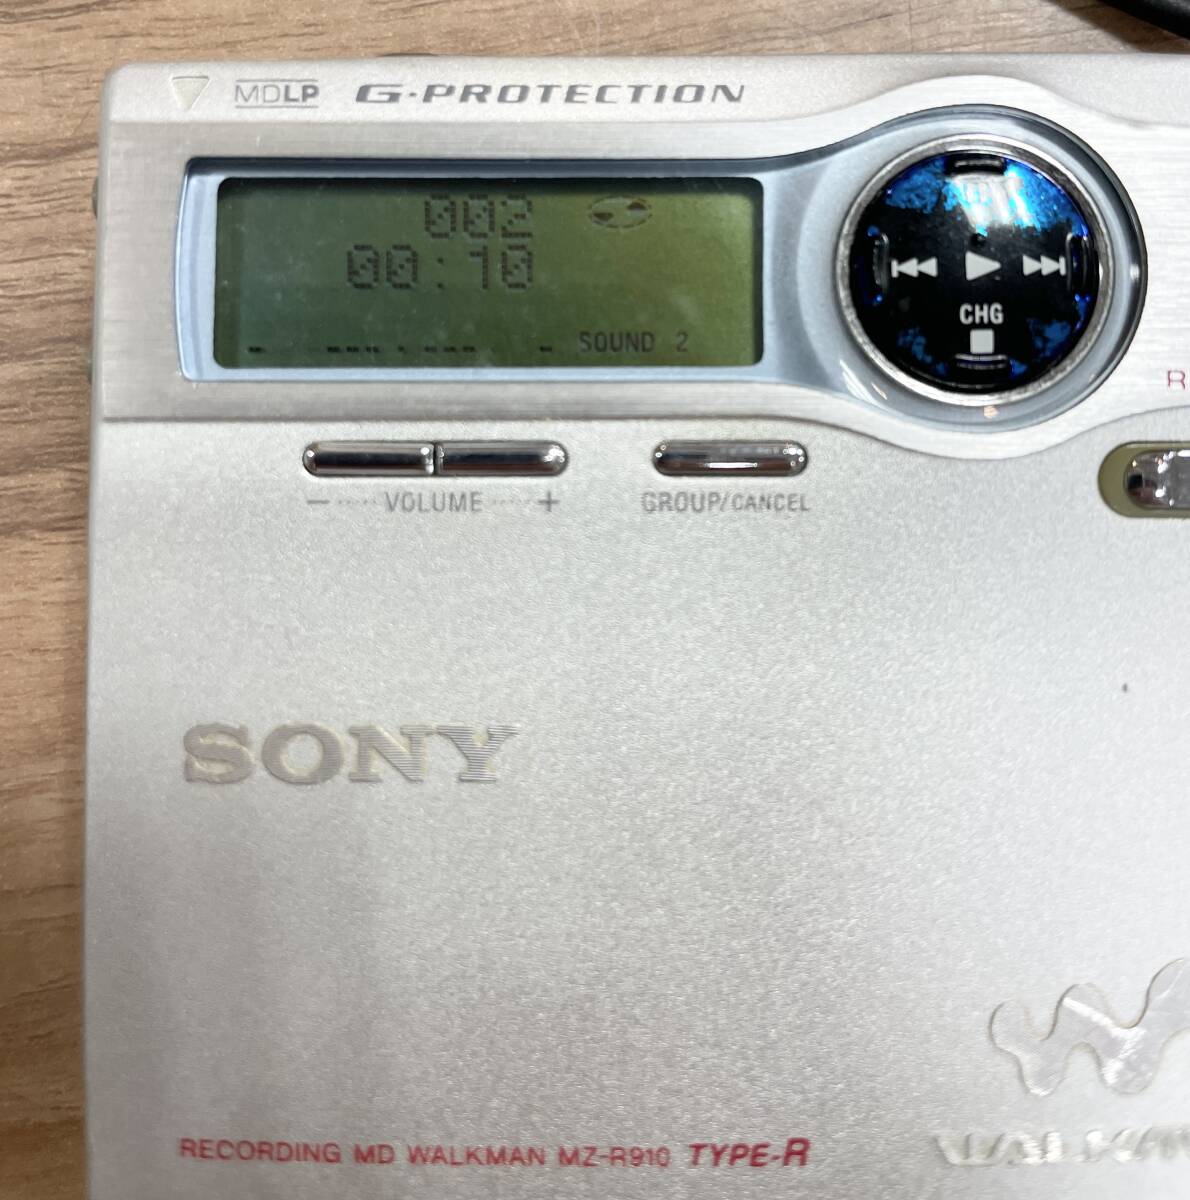 MDLP G-PROTECTION
002
00:10
SOUND 2
CHG
R
− VOLUME +
GROUP/CANCEL
SONY
RECORDING MD WALKMAN MZ-R910 TYPE-R